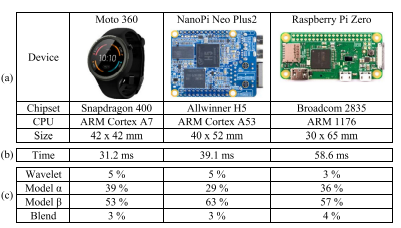 Moto 360 NanoPi Neo Plus2 Raspberry Pi Zero
Device
10:10
(a)
Chipset Snapdragon 400 Allwinner H5 Broadcom 2835
CPU ARM Cortex A7 ARM Cortex A53 ARM 1176
Size 42 x 42 mm 40 x 52 mm 30 x 65 mm
(b) Time 31.2 ms 39.1 ms 58.6 ms
Wavelet 5 % 5 % 3 %
(c) Model α 39 % 29 % 36 %
Model β 53 % 63 % 57 %
Blend 3 % 3 % 4 %